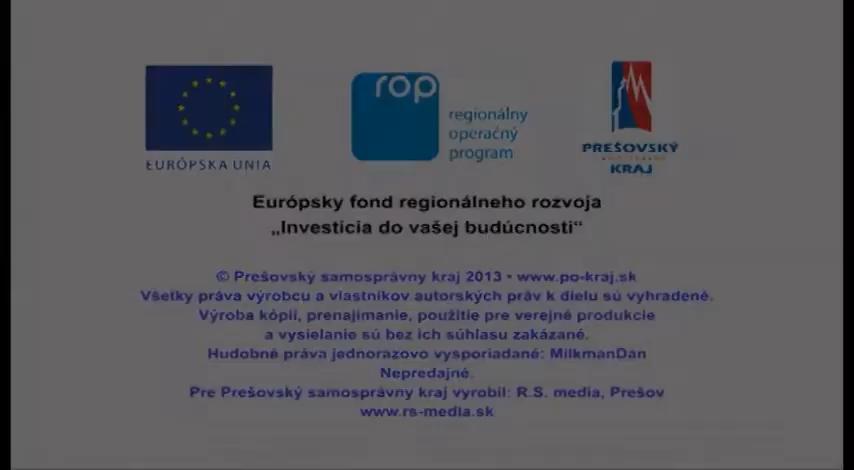 EURÓPSKA UNIA
rop
regionálny
operačný
program
PREŠOVSKÝ
KRAJ
Európsky fond regionálneho rozvoja
„Investícia do vašej budúcnosti“
© Prešovský samosprávny kraj 2013 • www.po-kraj.sk
Všetky práva výrobcu a vlastníkov autorských práv k dielu sú vyhradené.
Výroba kópií, prenajímanie, použitie pre verejné produkcie
a vysielanie sú bez ich súhlasu zakázané.
Hudobné práva jednorazovo vysporiadané: MilkmanDan
Nepredajné.
Pre Prešovský samosprávny kraj vyrobil: R.S. media, Prešov
www.rs-media.sk